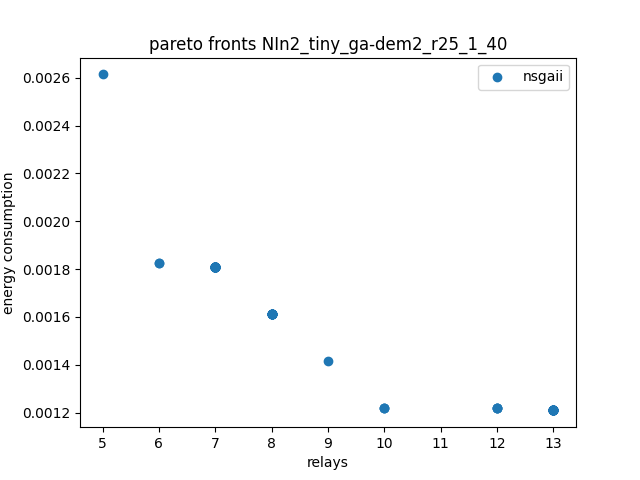 pareto fronts NIn2_tiny_ga-dem2_r25_1_40
nsgaii
energy consumption
0.0026
0.0024
0.0022
0.0020
0.0018
0.0016
0.0014
0.0012
5 6 7 8 9 10 11 12 13
relays